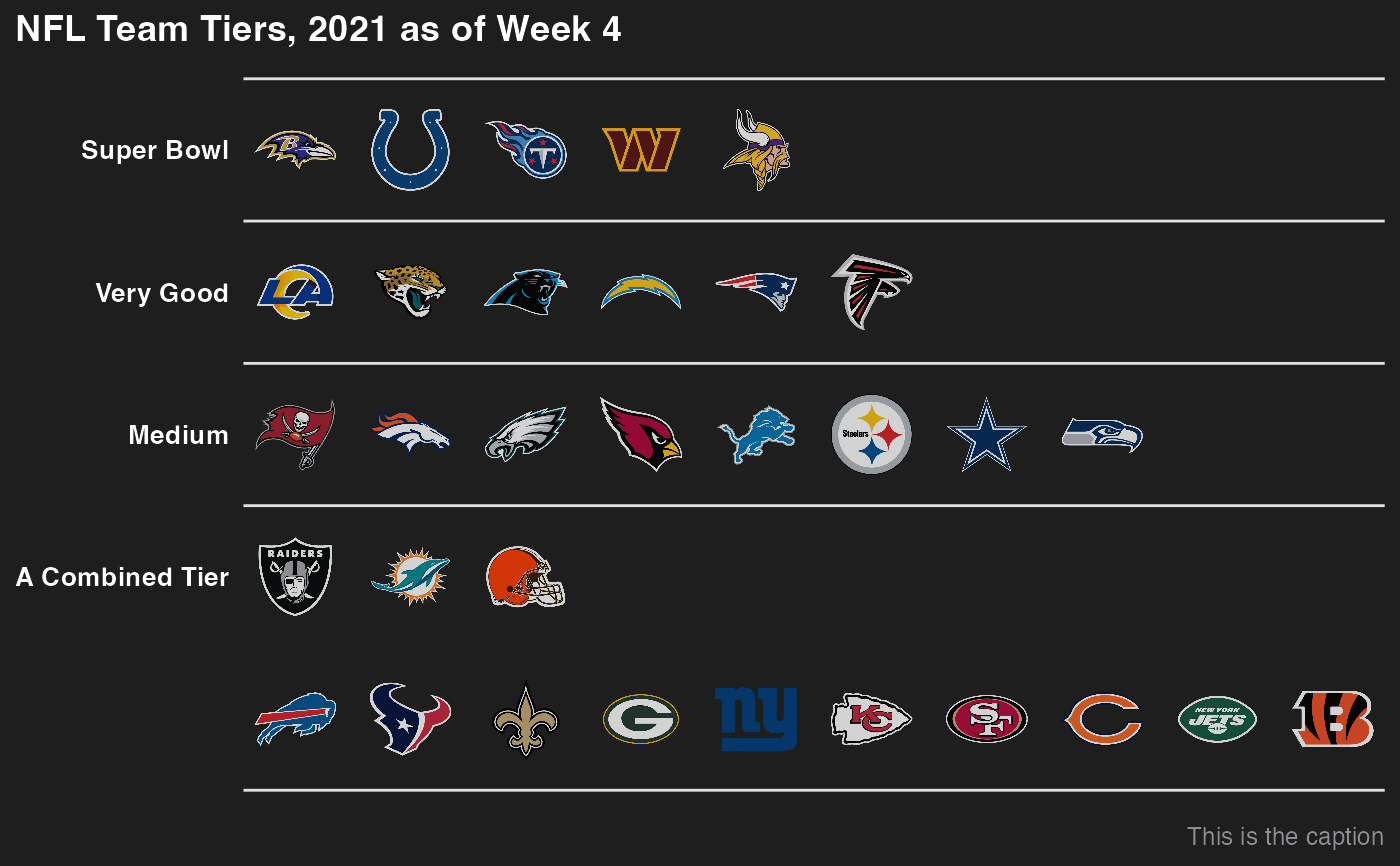 NFL Team Tiers, 2021 as of Week 4
Super Bowl
B
T
W
Very Good
LA
Medium
Steelers
A Combined Tier
RAIDERS
G
ny
KC
SF
C
NEW YORK
JETS
B
This is the caption